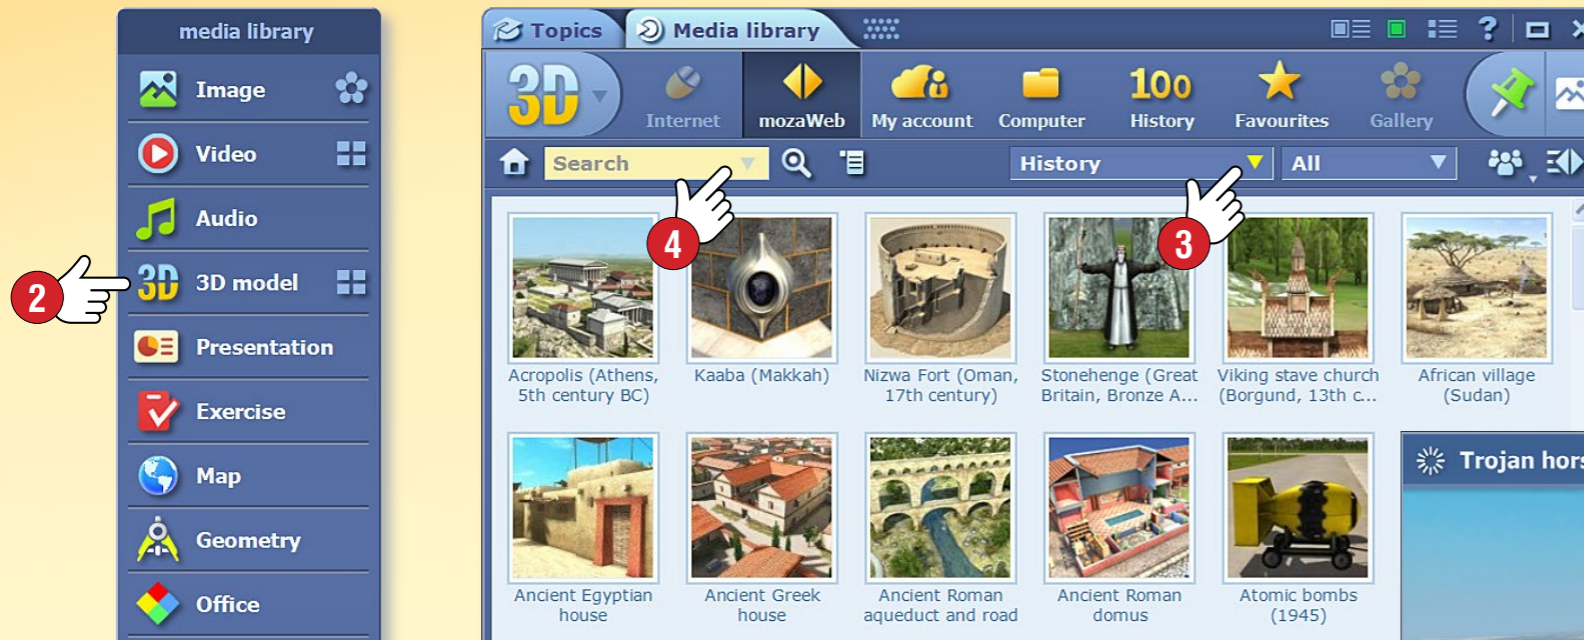 media library
Image
Video
Audio
3D 3D model
Presentation
Exercise
Map
Geometry
Office
2
Topics Media library ?
3D Internet mozaWeb My account Computer 100 History Favourites Gallery
Search History All
4
3
Acropolis (Athens,
5th century BC)
Kaaba (Makkah)
Nizwa Fort (Oman,
17th century)
Stonehenge (Great
Britain, Bronze A...
Viking stave church
(Borgund, 13th c...
African village
(Sudan)
Ancient Egyptian
house
Ancient Greek
house
Ancient Roman
aqueduct and road
Ancient Roman
domus
Atomic bombs
(1945)
Trojan hors